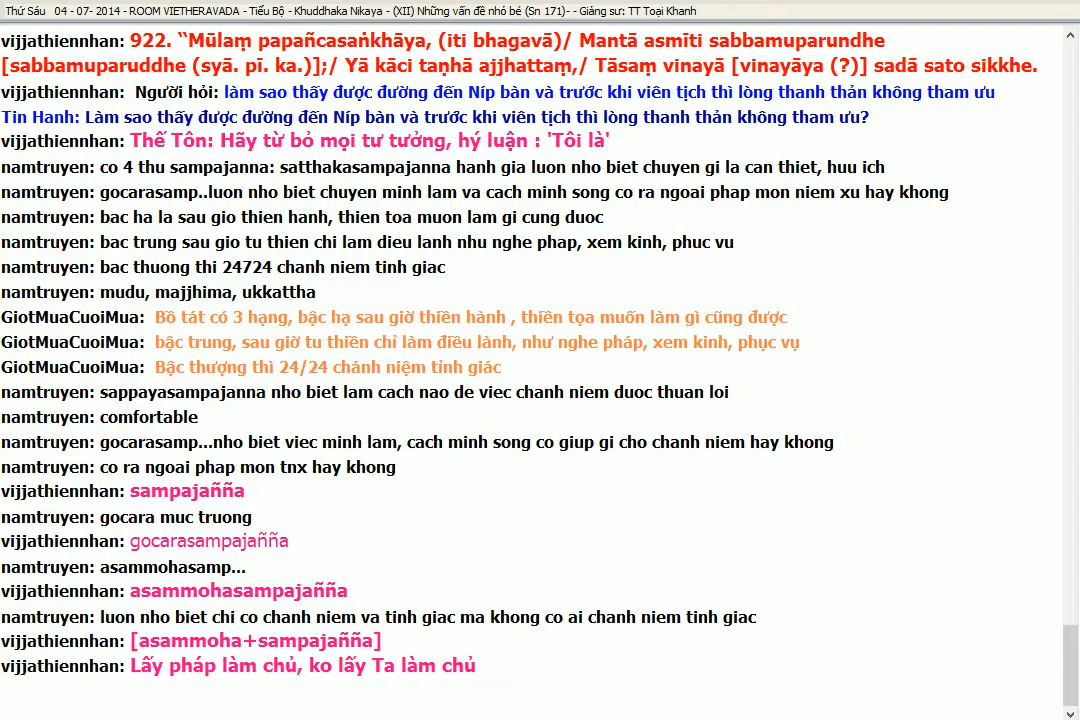 Thứ Sáu 04 - 07- 2014 - ROOM VIETHERAVADA - Tiểu Bộ - Khuddhaka Nikaya - (XII) Những vấn đề nhỏ bé (Sn 171)- - Giảng sư: TT Toại Khanh
vijjathiennhan: 922. “Mūlaṃ papañcasaṅkhāya, (iti bhagavā)/ Mantā asmīti sabbamuparundhe
[sabbamuparuddhe (syā. pī. ka.)];/ Yā kāci taṇhā ajjhattaṃ,/ Tāsaṃ vinayā [vinayāya (?)] sadā sato sikkhe.
vijjathiennhan: Người hỏi: làm sao thấy được đường đến Níp bàn và trước khi viên tịch thì lòng thanh thản không tham ưu
Tin Hanh: Làm sao thấy được đường đến Níp bàn và trước khi viên tịch thì lòng thanh thản không tham ưu?
vijjathiennhan: Thế Tôn: Hãy từ bỏ mọi tư tưởng, hý luận : 'Tôi là'
namtruyen: co 4 thu sampajanna: satthakasampajanna hanh gia luon nho biet chuyen gi la can thiet, huu ich
namtruyen: gocarasamp..luon nho biet chuyen minh lam va cach minh song co ra ngoai phap mon niem xu hay khong
namtruyen: bac ha la sau gio thien hanh, thien toa muon lam gi cung duoc
namtruyen: bac trung sau gio tu thien chi lam dieu lanh nhu nghe phap, xem kinh, phuc vu
namtruyen: bac thuong thi 24724 chanh niem tinh giac
namtruyen: mudu, majjhima, ukkattha
GiotMuaCuoiMua: Bồ tát có 3 hạng, bậc hạ sau giờ thiền hành , thiền tọa muốn làm gì cũng được
GiotMuaCuoiMua: bậc trung, sau giờ tu thiền chỉ làm điều lành, như nghe pháp, xem kinh, phục vụ
GiotMuaCuoiMua: Bậc thượng thì 24/24 chánh niệm tỉnh giác
namtruyen: sappayasampajanna nho biet lam cach nao de viec chanh niem duoc thuan loi
namtruyen: comfortable
namtruyen: gocarasamp...nho biet viec minh lam, cach minh song co giup gi cho chanh niem hay khong
namtruyen: co ra ngoai phap mon tnx hay khong
vijjathiennhan: sampajañña
namtruyen: gocara muc truong
vijjathiennhan: gocarasampajañña
namtruyen: asammohasamp...
vijjathiennhan: asammohasampajañña
namtruyen: luon nho biet chi co chanh niem va tinh giac ma khong co ai chanh niem tinh giac
vijjathiennhan: [asammoha+sampajañña]
vijjathiennhan: Lấy pháp làm chủ, ko lấy Ta làm chủ